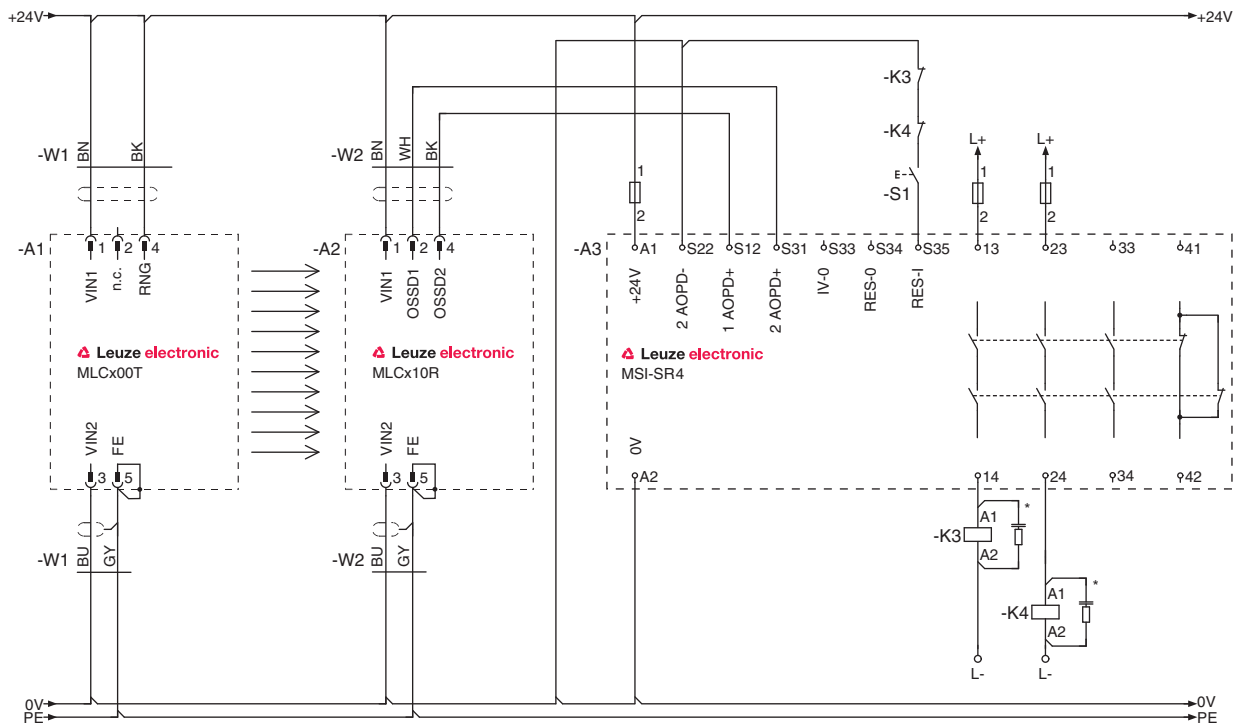 +24V
+24V
-K3
-K4
-S1
E
L+
L+
1
2
1
2
1
2
-W1
BN
BK
-W2
BN
WH
BK
-A1
1
2
4
VIN1
n.c.
RNG
Leuze electronic
MLCx00T
VIN2
FE
3
5
-W1
BU
GY
-A2
1
2
4
VIN1
OSSD1
OSSD2
Leuze electronic
MLCx10R
VIN2
FE
3
5
-W2
BU
GY
-A3
A1
S22
S12
S31
S33
S34
S35
13
23
33
41
+24V
2 AOPD-
1 AOPD+
2 AOPD+
IV-0
RES-0
RES-I
Leuze electronic
MSI-SR4
0V
A2
14
24
34
42
-K3
A1
A2
*
-K4
A1
A2
*
L-
L-
0V
0V
PE
PE